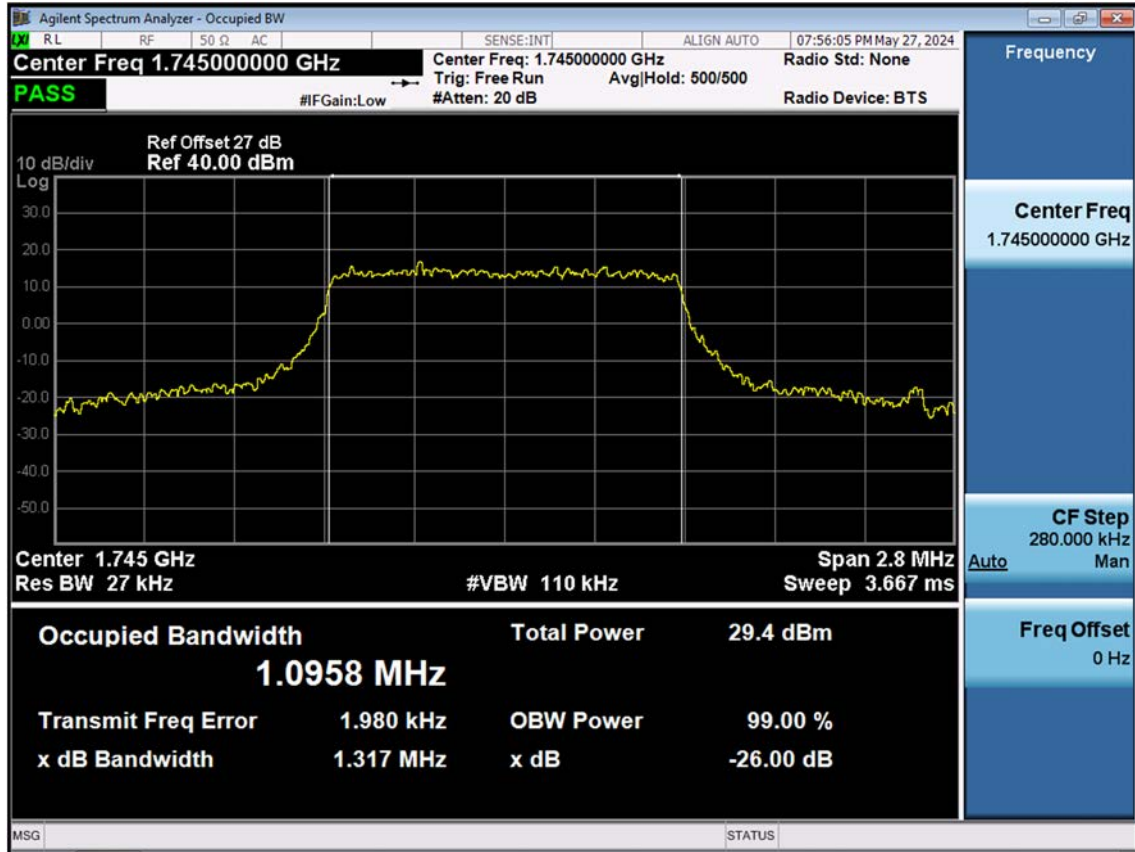 Agilent Spectrum Analyzer - Occupied BW
LXI RL RF 50 Ω AC SENSE:INT ALIGN AUTO 07:56:05 PM May 27, 2024
Center Freq 1.745000000 GHz
Center Freq: 1.745000000 GHz
Radio Std: None
Trig: Free Run Avg|Hold: 500/500
PASS
#IFGain:Low
#Atten: 20 dB
Radio Device: BTS
Ref Offset 27 dB
10 dB/div Ref 40.00 dBm
Log
30.0
20.0
10.0
0.00
-10.0
-20.0
-30.0
-40.0
-50.0
Center 1.745 GHz Span 2.8 MHz
Res BW 27 kHz #VBW 110 kHz Sweep 3.667 ms
Occupied Bandwidth Total Power 29.4 dBm
1.0958 MHz
Transmit Freq Error 1.980 kHz OBW Power 99.00 %
x dB Bandwidth 1.317 MHz x dB -26.00 dB
MSG STATUS
Frequency
Center Freq
1.745000000 GHz
CF Step
280.000 kHz
Auto Man
Freq Offset
0 Hz